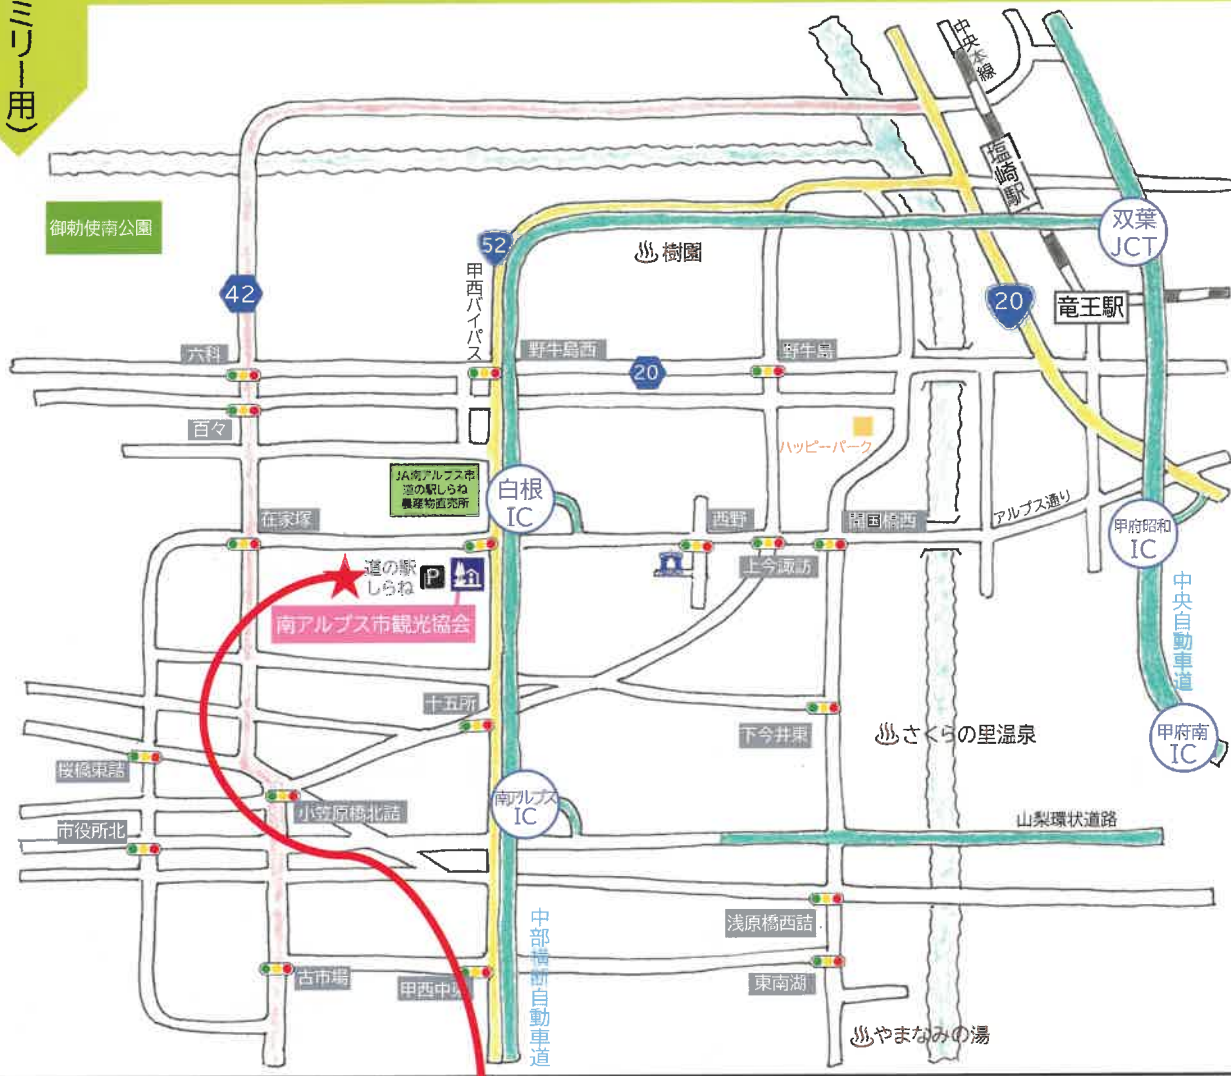 ミリー用)
中央本線
塩崎駅
御勅使南公園
双葉
JCT
52
樹園
42
甲西バイパス
20
竜王駅
六科
野牛島西
20
野牛島
百々
ハッピーパーク
JA南アルプス市
道の駅しらね
農産物直売所
白根
IC
アルプス通り
在家塚
西野
開国橋西
甲府昭和
IC
上今諏訪
道の駅
しらね
P
南アルプス市観光協会
中央自動車道
十五所
下今井東
さくらの里温泉
甲府南
IC
桜橋東詰
南アルプス
IC
小笠原橋北詰
山梨環状道路
市役所北
浅原橋西詰
中部横断自動車道
古市場
甲西中央
東南湖
やまなみの湯